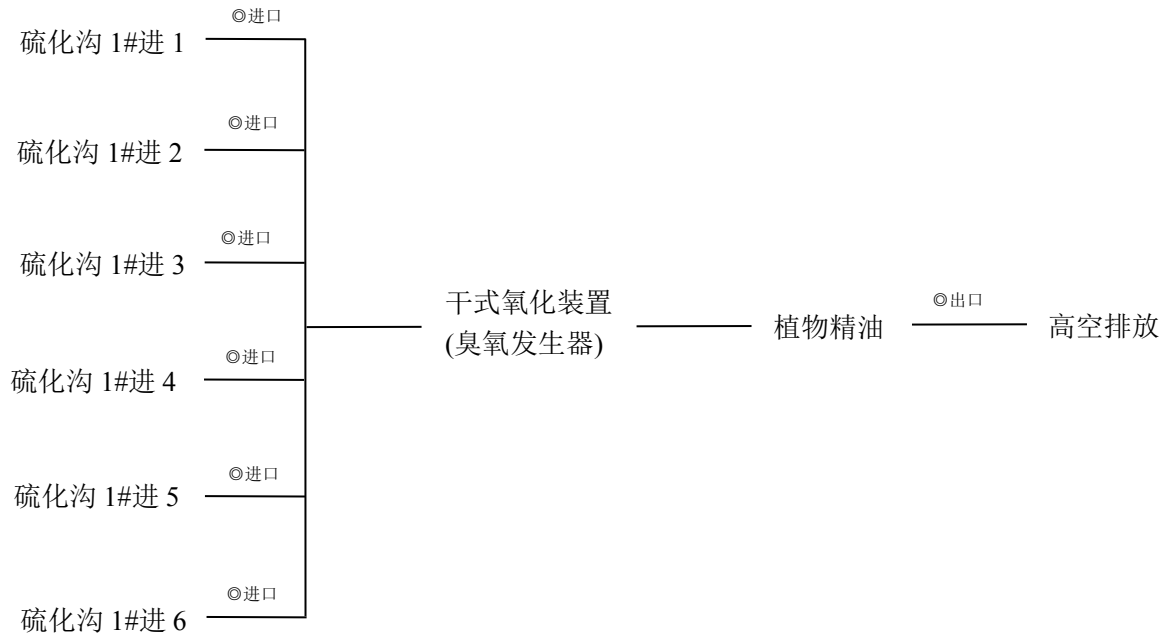 ◎进口
硫化沟 1#进 1
◎进口
硫化沟 1#进 2
◎进口
硫化沟 1#进 3
◎进口
硫化沟 1#进 4
◎进口
硫化沟 1#进 5
◎进口
硫化沟 1#进 6
干式氧化装置
(臭氧发生器)
植物精油
◎出口
高空排放